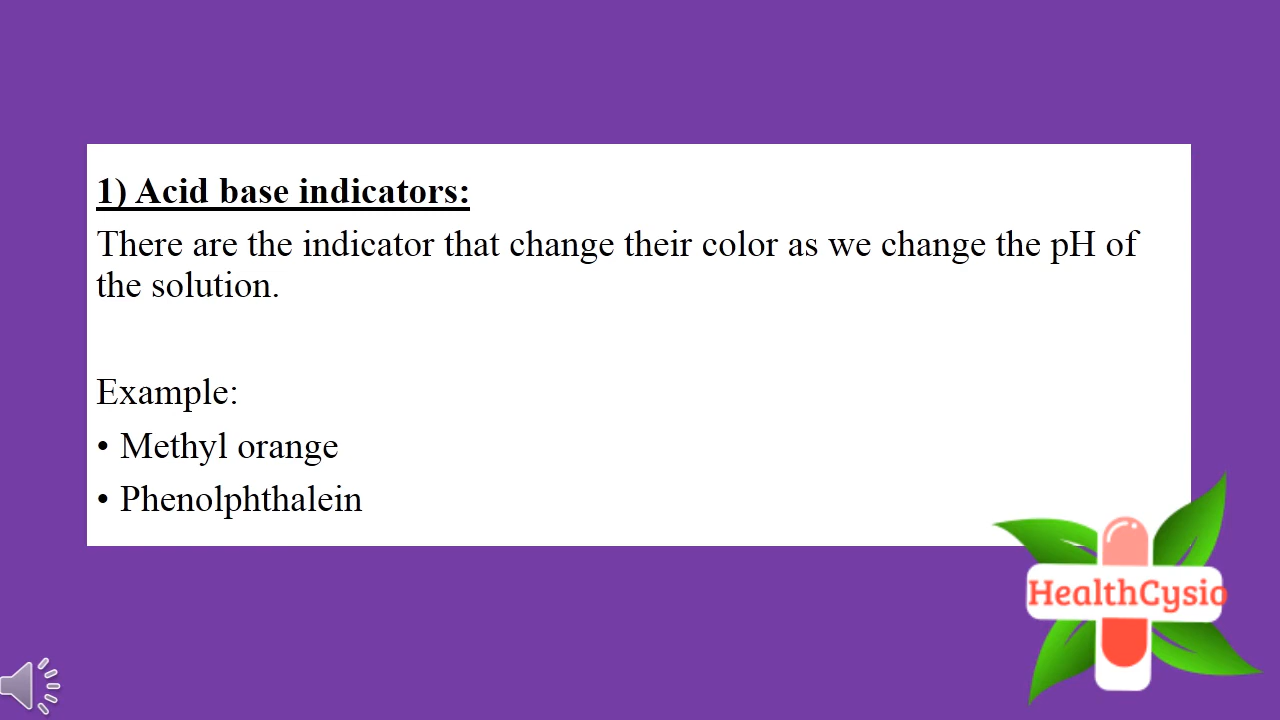 1) Acid base indicators:
There are the indicator that change their color as we change the pH of
the solution.
Example:
• Methyl orange
• Phenolphthalein
HealthCysio